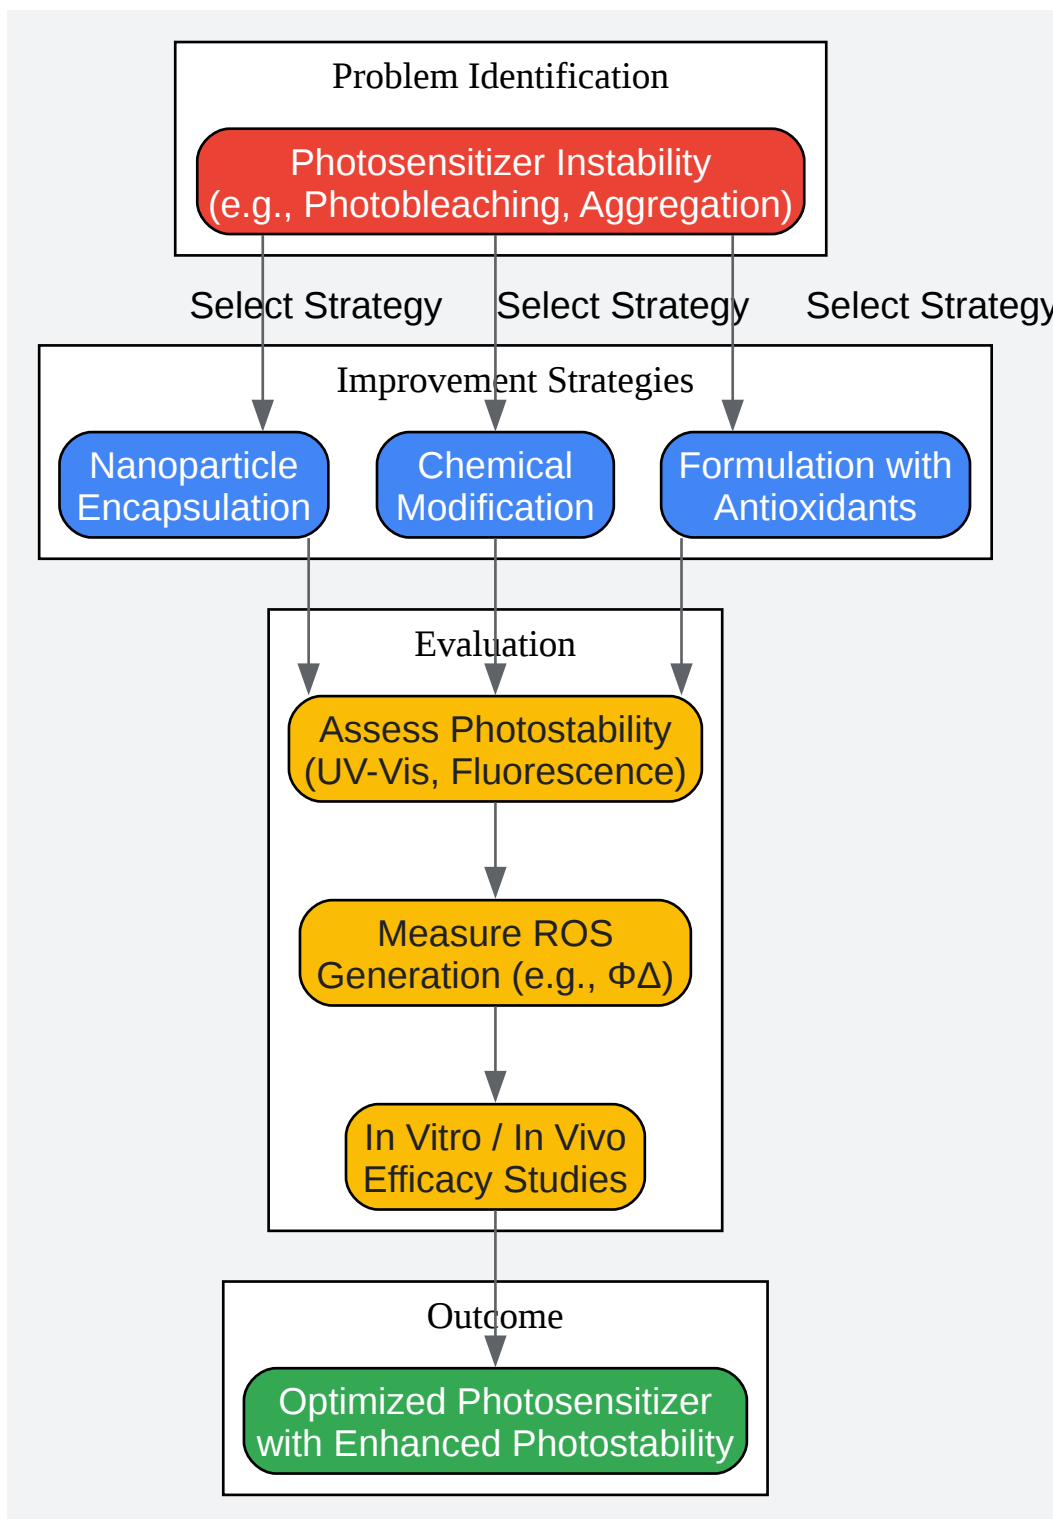 Problem Identification
Photosensitizer Instability
(e.g., Photobleaching, Aggregation)
Select Strategy
Select Strategy
Select Strategy
Improvement Strategies
Nanoparticle
Encapsulation
Chemical
Modification
Formulation with
Antioxidants
Evaluation
Assess Photostability
(UV-Vis, Fluorescence)
Measure ROS
Generation (e.g., ΦΔ)
In Vitro / In Vivo
Efficacy Studies
Outcome
Optimized Photosensitizer
with Enhanced Photostability